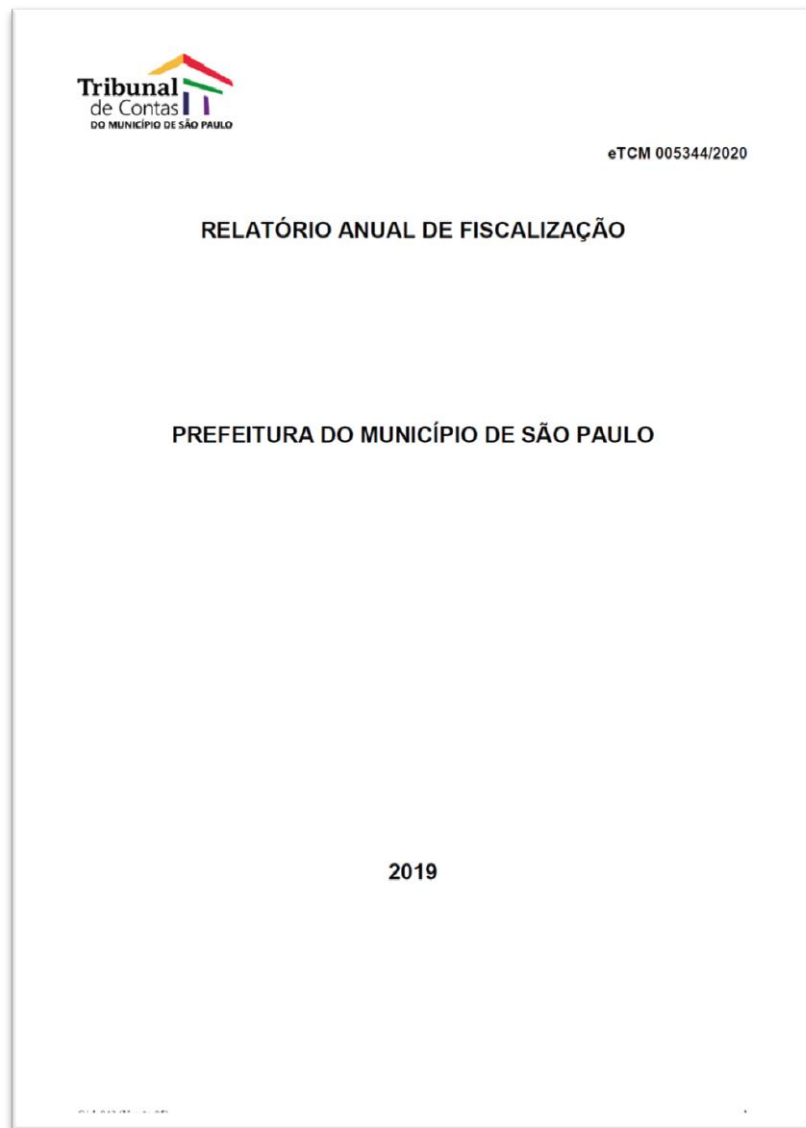 Tribunal
de Contas
DO MUNICÍPIO DE SÃO PAULO
eTCM 005344/2020
RELATÓRIO ANUAL DE FISCALIZAÇÃO
PREFEITURA DO MUNICÍPIO DE SÃO PAULO
2019